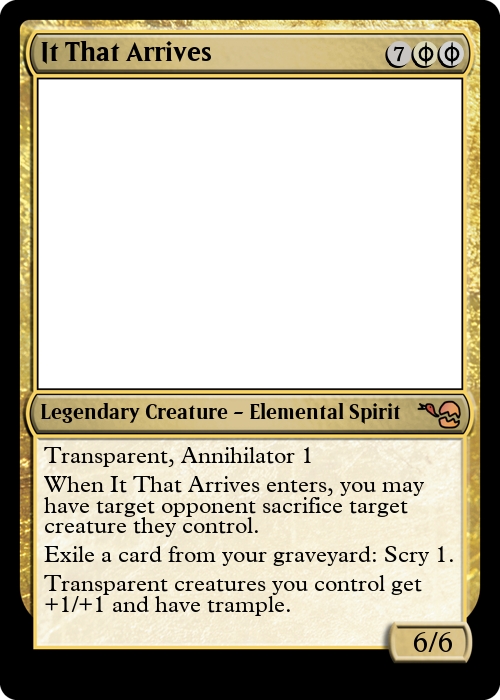 It That Arrives
7
Legendary Creature – Elemental Spirit
Transparent, Annihilator 1
When It That Arrives enters, you may
have target opponent sacrifice target
creature they control.
Exile a card from your graveyard: Scry 1.
Transparent creatures you control get
+1/+1 and have trample.
6/6